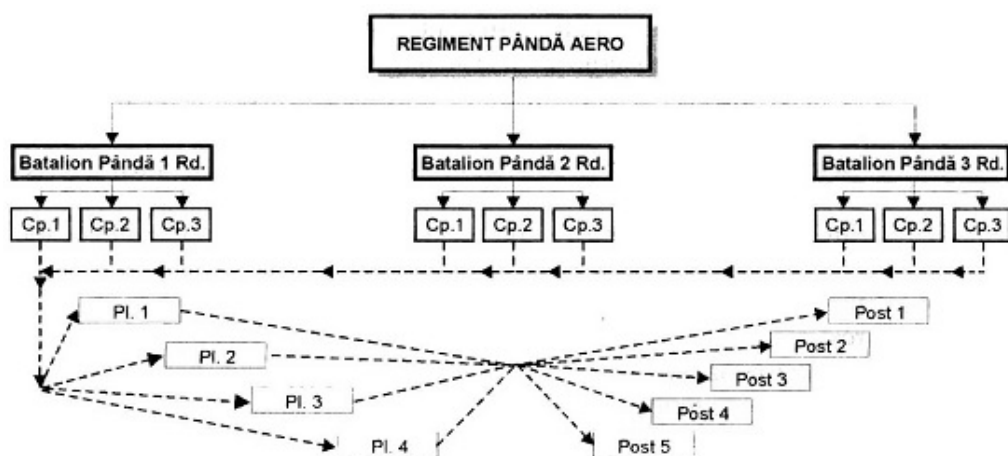 REGIMENT PÂNDĂ AERO
Batalion Pândă 1 Rd.
Batalion Pândă 2 Rd.
Batalion Pândă 3 Rd.
Cp.1
Cp.2
Cp.3
Cp.1
Cp.2
Cp.3
Cp.1
Cp.2
Cp.3
Pl. 1
Post 1
Pl. 2
Post 2
Pl. 3
Post 3
Post 4
Pl. 4
Post 5